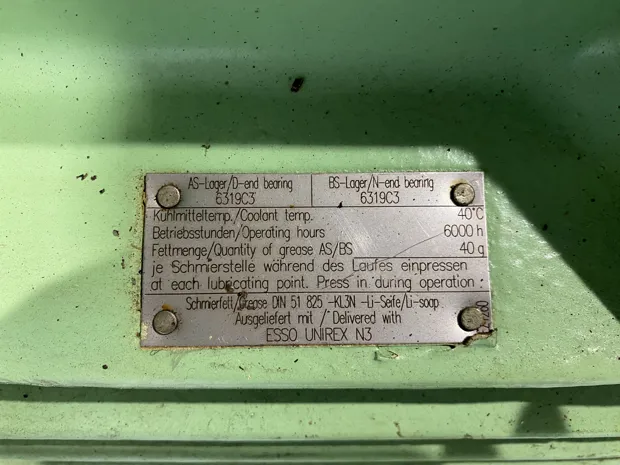 AS-Lager/D-end bearing BS-Lager/N-end bearing
6319C3 6319C3
Kühlmitteltemp./Coolant temp. 40°C
Betriebsstunden/Operating hours 6000 h
Fettmenge/Quantity of grease AS/BS 40 g
je Schmierstelle während des Laufes einpressen
at each lubricating point. Press in during operation
Schmierfett/Grease DIN 51 825 -KL3N -Li-Seife/Li-soap
Ausgeliefert mit / Delivered with
ESSO UNIREX N3